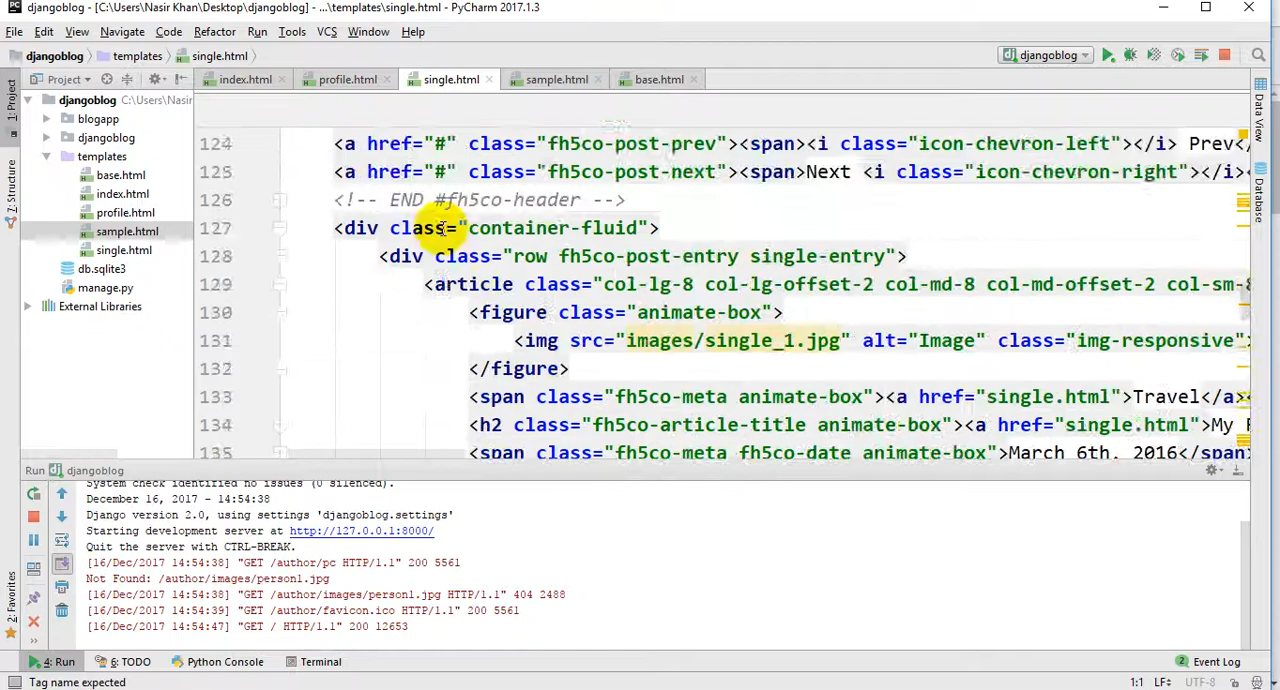 djangoblog - [C:\Users\Nasir Khan\Desktop\djangoblog] - ...\templates\single.html - PyCharm 2017.1.3
File Edit View Navigate Code Refactor Run Tools VCS Window Help
djangoblog templates single.html djangoblog
Project index.html profile.html single.html sample.html base.html
djangoblog C:\Users\Nasir
blogapp
djangoblog
templates
base.html
index.html
profile.html
sample.html
single.html
db.sqlite3
manage.py
External Libraries
1: Project
7: Structure
2: Favorites
Data View
Database
124 <a href="#" class="fh5co-post-prev"><span><i class="icon-chevron-left"></i> Prev</
125 <a href="#" class="fh5co-post-next"><span>Next <i class="icon-chevron-right"></i>
126 <!-- END #fh5co-header -->
127 <div class="container-fluid">
128 <div class="row fh5co-post-entry single-entry">
129 <article class="col-lg-8 col-lg-offset-2 col-md-8 col-md-offset-2 col-sm-8
130 <figure class="animate-box">
131 <img src="images/single_1.jpg" alt="Image" class="img-responsive">
132 </figure>
133 <span class="fh5co-meta animate-box"><a href="single.html">Travel</a>
134 <h2 class="fh5co-article-title animate-box"><a href="single.html">My
135 <span class="fh5co-meta fh5co-date animate-box">March 6th, 2016</span>
Run djangoblog
System check identified no issues (0 silenced).
December 16, 2017 - 14:54:38
Django version 2.0, using settings 'djangoblog.settings'
Starting development server at http://127.0.0.1:8000/
Quit the server with CTRL-BREAK.
[16/Dec/2017 14:54:38] "GET /author/pc HTTP/1.1" 200 5561
Not Found: /author/images/person1.jpg
[16/Dec/2017 14:54:38] "GET /author/images/person1.jpg HTTP/1.1" 404 2488
[16/Dec/2017 14:54:39] "GET /author/favicon.ico HTTP/1.1" 200 5561
[16/Dec/2017 14:54:47] "GET / HTTP/1.1" 200 12653
4: Run 6: TODO Python Console Terminal 2 Event Log
Tag name expected 1:1 LF÷ UTF-8